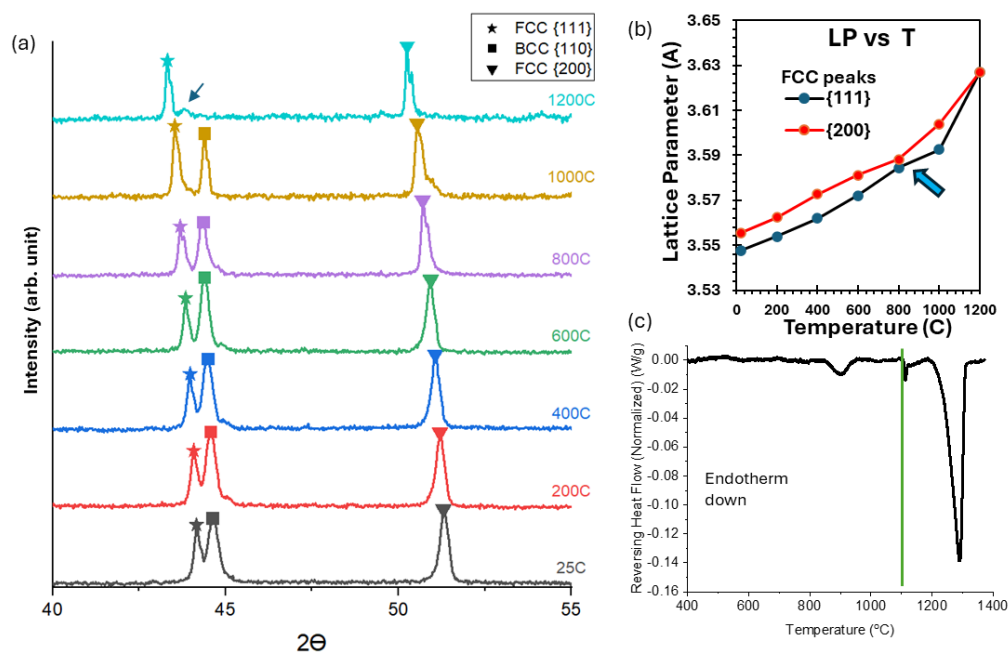 (a)
FCC {111}
BCC {110}
FCC {200}
1200C
1000C
800C
600C
400C
200C
25C
Intensity (arb. unit)
40
45
50
55
2Θ
(b)
LP vs T
FCC peaks
{111}
{200}
Lattice Parameter (A)
3.65
3.63
3.61
3.59
3.57
3.55
3.53
0 200 400 600 800 1000 1200
Temperature (C)
(c)
Reversing Heat Flow (Normalized) (W/g)
0.00
-0.02
-0.04
-0.06
-0.08
-0.10
-0.12
-0.14
-0.16
Endotherm
down
400 600 800 1000 1200 1400
Temperature (°C)